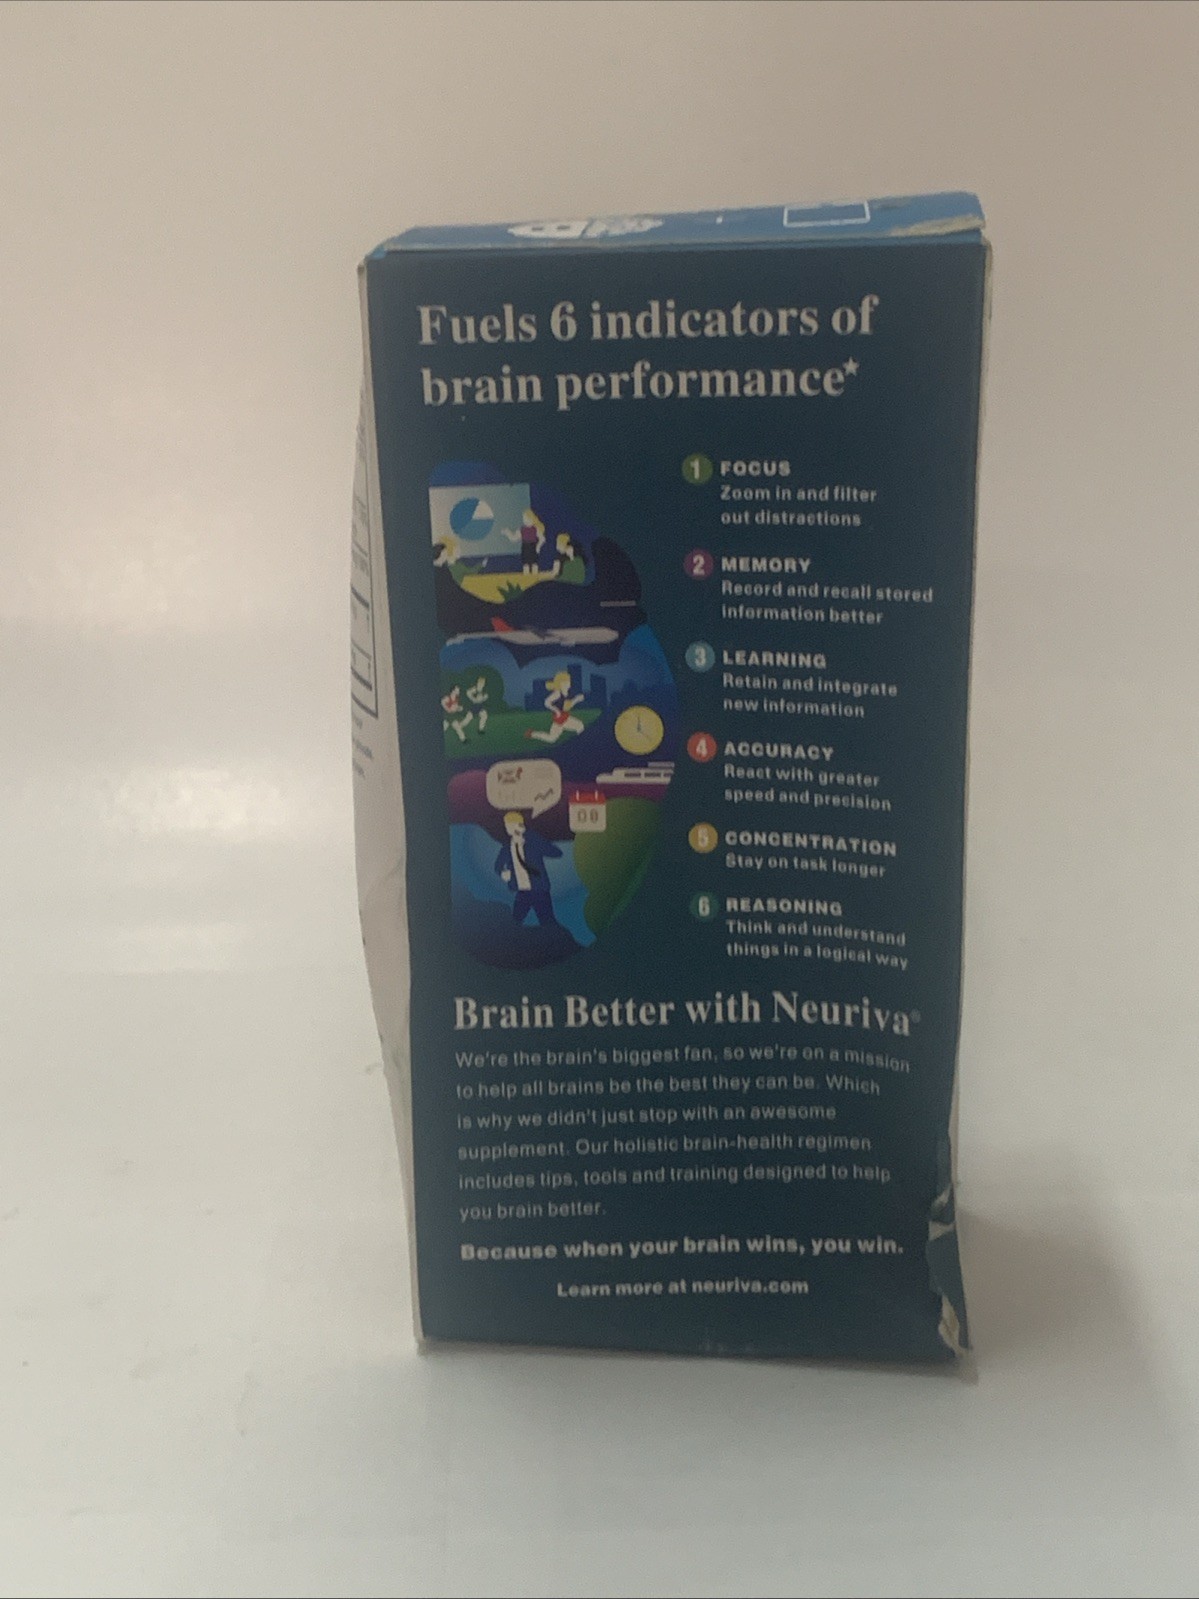 Fuels 6 indicators of
brain performance*
1 FOCUS
Zoom in and filter
out distractions
2 MEMORY
Record and recall stored
information better
3 LEARNING
Retain and integrate
new information
4 ACCURACY
React with greater
speed and precision
5 CONCENTRATION
Stay on task longer
6 REASONING
Think and understand
things in a logical way
08
Brain Better with Neuriva®
We're the brain's biggest fan, so we're on a mission
to help all brains be the best they can be. Which
is why we didn't just stop with an awesome
supplement. Our holistic brain-health regimen
includes tips, tools and training designed to help
you brain better.
Because when your brain wins, you win.
Learn more at neuriva.com